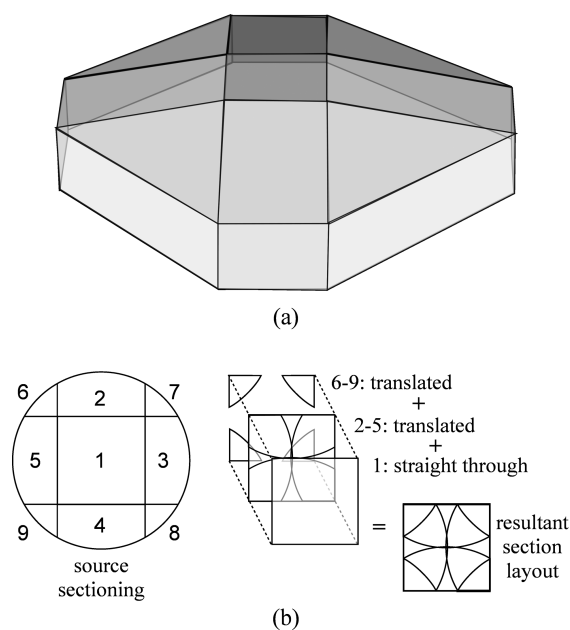 (a)
6
2
7
5
1
3
9
4
8
source
sectioning
6-9: translated
+
2-5: translated
+
1: straight through
=
resultant
section
layout
(b)